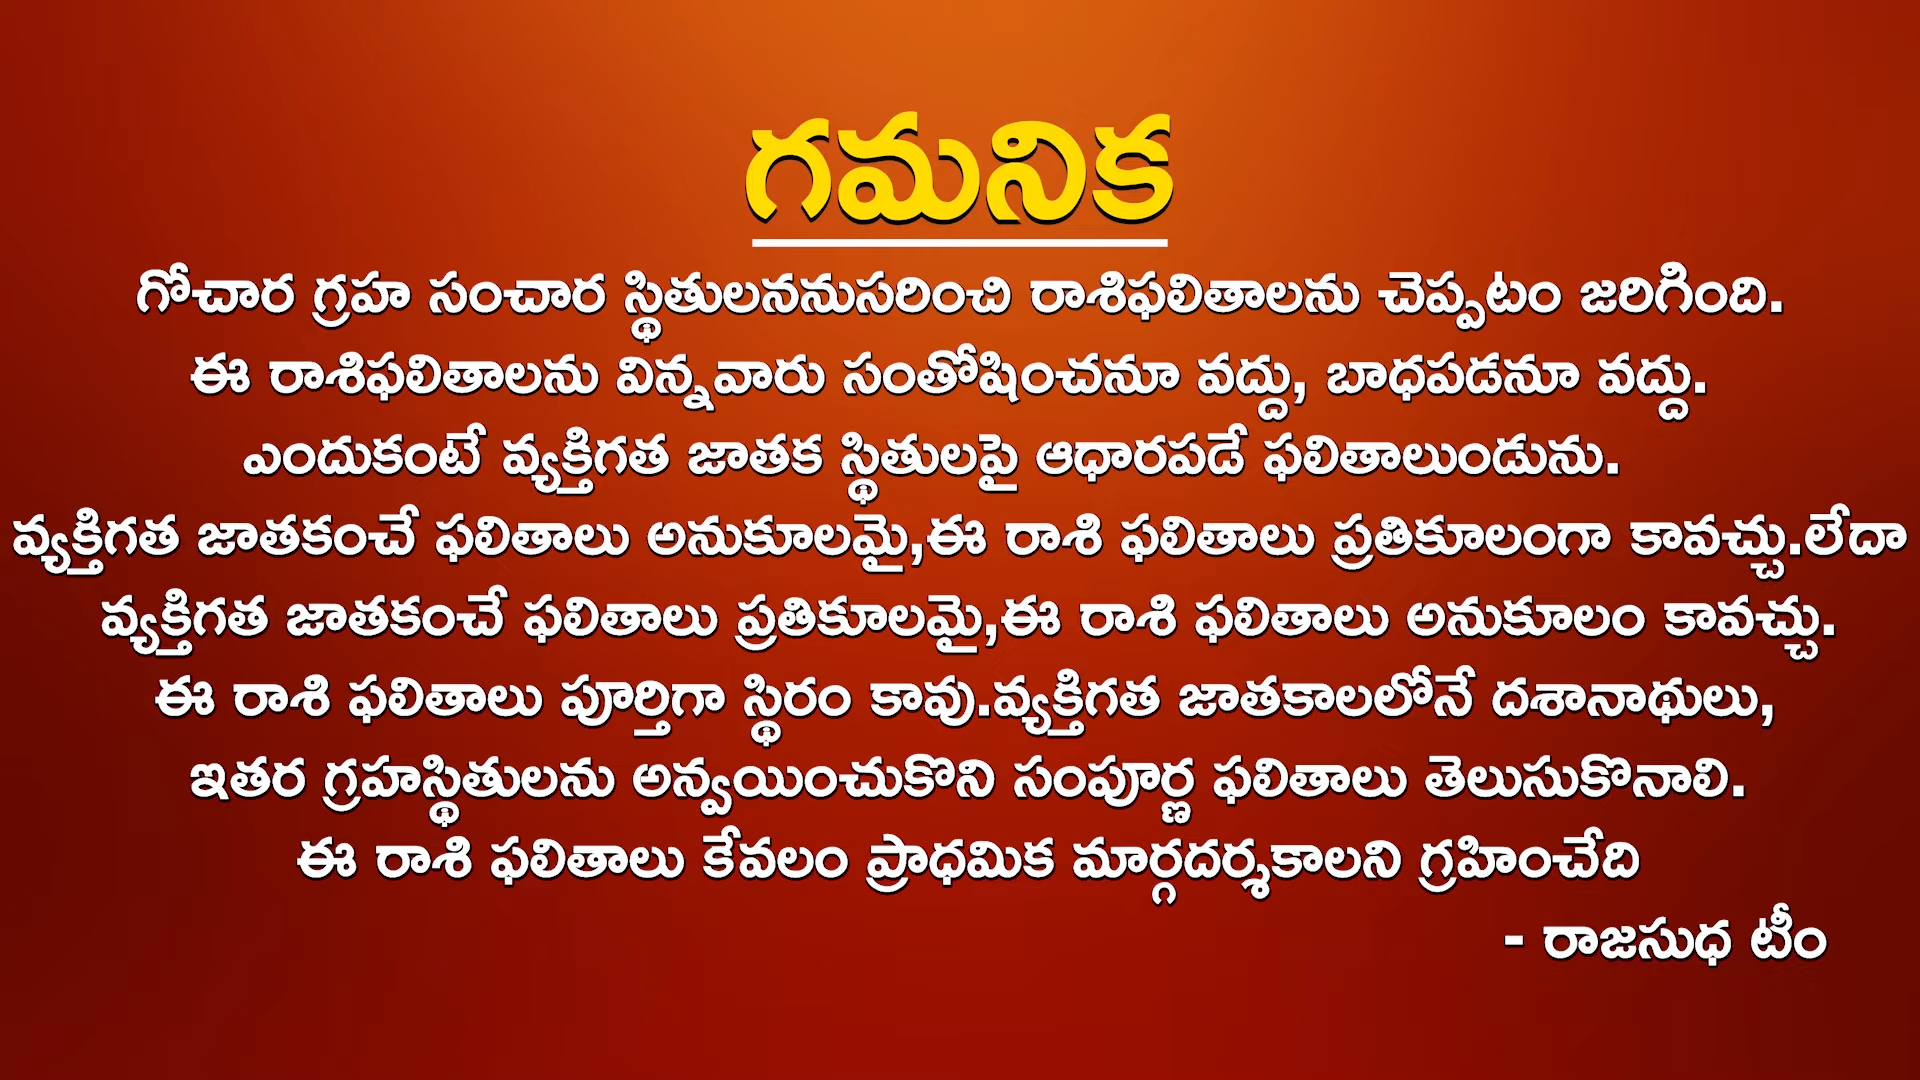 గమనిక
గోచార గ్రహ సంచార స్థితులననుసరించి రాశిఫలితాలను చెప్పటం జరిగింది.
ఈ రాశిఫలితాలను విన్నవారు సంతోషించనూ వద్దు, బాధపడనూ వద్దు.
ఎందుకంటే వ్యక్తిగత జాతక స్థితులపై ఆధారపడే ఫలితాలుండును.
వ్యక్తిగత జాతకంచే ఫలితాలు అనుకూలమై,ఈ రాశి ఫలితాలు ప్రతికూలంగా కావచ్చు.లేదా
వ్యక్తిగత జాతకంచే ఫలితాలు ప్రతికూలమై,ఈ రాశి ఫలితాలు అనుకూలం కావచ్చు.
ఈ రాశి ఫలితాలు పూర్తిగా స్థిరం కావు.వ్యక్తిగత జాతకాలలోనే దశానాథులు,
ఇతర గ్రహస్థితులను అన్వయించుకొని సంపూర్ణ ఫలితాలు తెలుసుకొనాలి.
ఈ రాశి ఫలితాలు కేవలం ప్రాధమిక మార్గదర్శకాలని గ్రహించేది
- రాజసుధ టీం